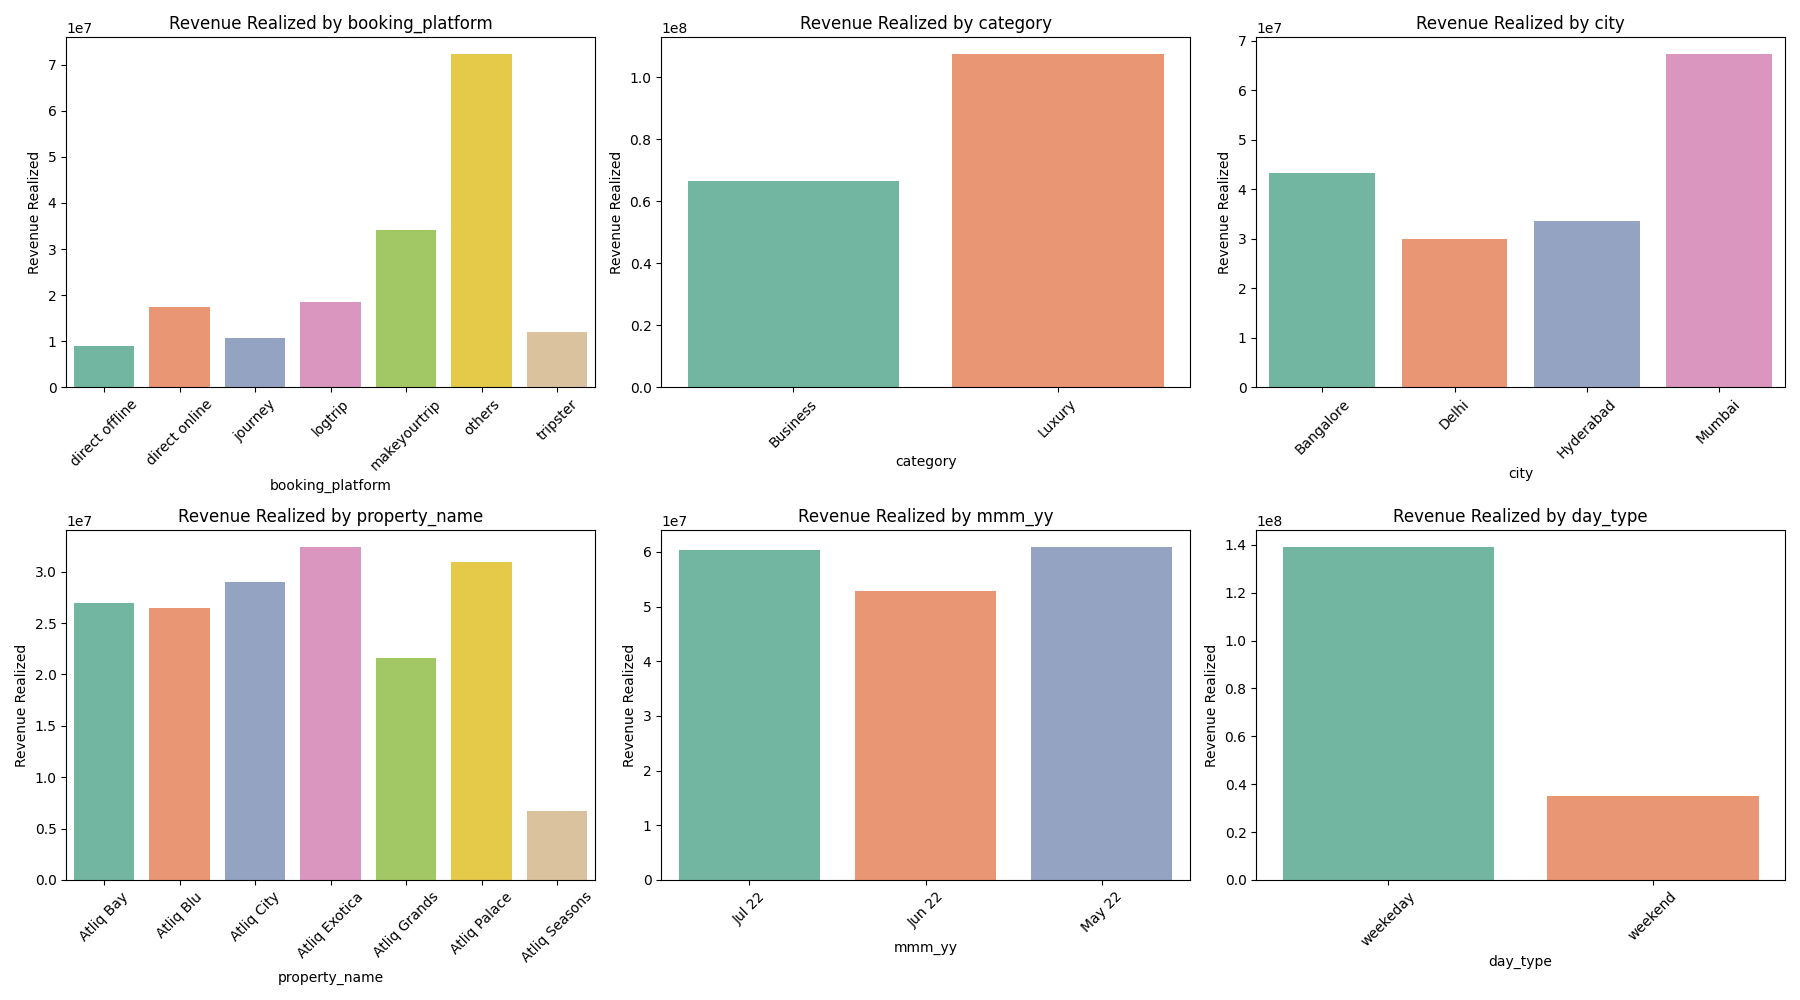 Revenue Realized by booking_platform
1e7
Revenue Realized
7
6
5
4
3
2
1
0
direct offline
direct online
journey
logtrip
makeyourtrip
others
tripster
booking_platform
Revenue Realized by category
1e8
Revenue Realized
1.0
0.8
0.6
0.4
0.2
0.0
Business
Luxury
category
Revenue Realized by city
1e7
Revenue Realized
7
6
5
4
3
2
1
0
Bangalore
Delhi
Hyderabad
Mumbai
city
Revenue Realized by property_name
1e7
Revenue Realized
3.0
2.5
2.0
1.5
1.0
0.5
0.0
Atliq Bay
Atliq Blu
Atliq City
Atliq Exotica
Atliq Grands
Atliq Palace
Atliq Seasons
property_name
Revenue Realized by mmm_yy
1e7
Revenue Realized
6
5
4
3
2
1
0
Jul 22
Jun 22
May 22
mmm_yy
Revenue Realized by day_type
1e8
Revenue Realized
1.4
1.2
1.0
0.8
0.6
0.4
0.2
0.0
weekeday
weekend
day_type